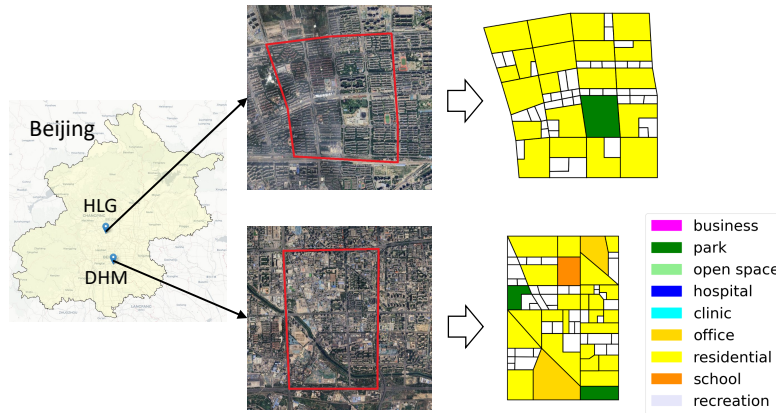 Beijing
HLG
DHM
business
park
open space
hospital
clinic
office
residential
school
recreation